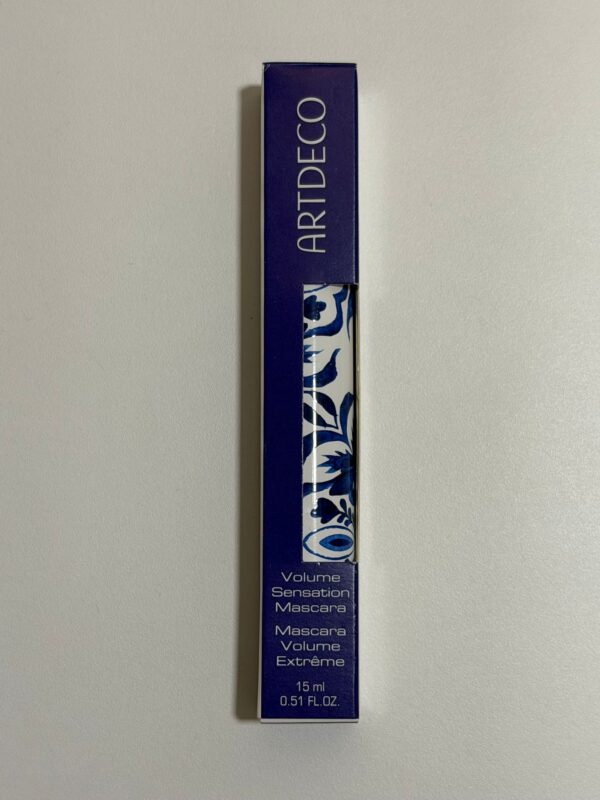 ARTDECO
Volume
Sensation
Mascara
Mascara
Volume
Extrême
15 ml
0.51 FL.OZ.